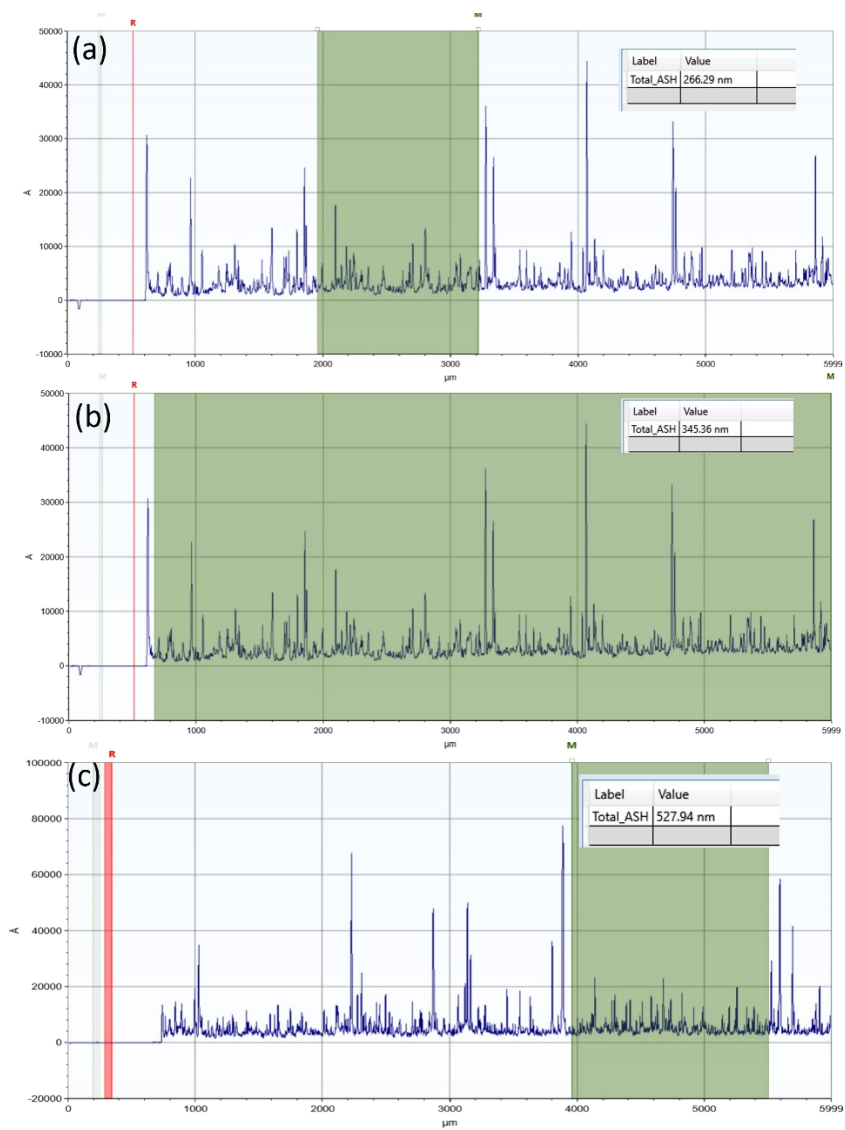 M R M
(a)
50000
40000
30000
20000
10000
0
-10000
Å
Label Value
Total_ASH 266.29 nm
0 1000 2000 3000 4000 5000 5999
µm
M R M
(b)
50000
40000
30000
20000
10000
0
-10000
Å
Label Value
Total_ASH 345.36 nm
0 1000 2000 3000 4000 5000 5999
µm
M R M
(c)
100000
80000
60000
40000
20000
0
-20000
Å
Label Value
Total_ASH 527.94 nm
0 1000 2000 3000 4000 5000 5999
µm